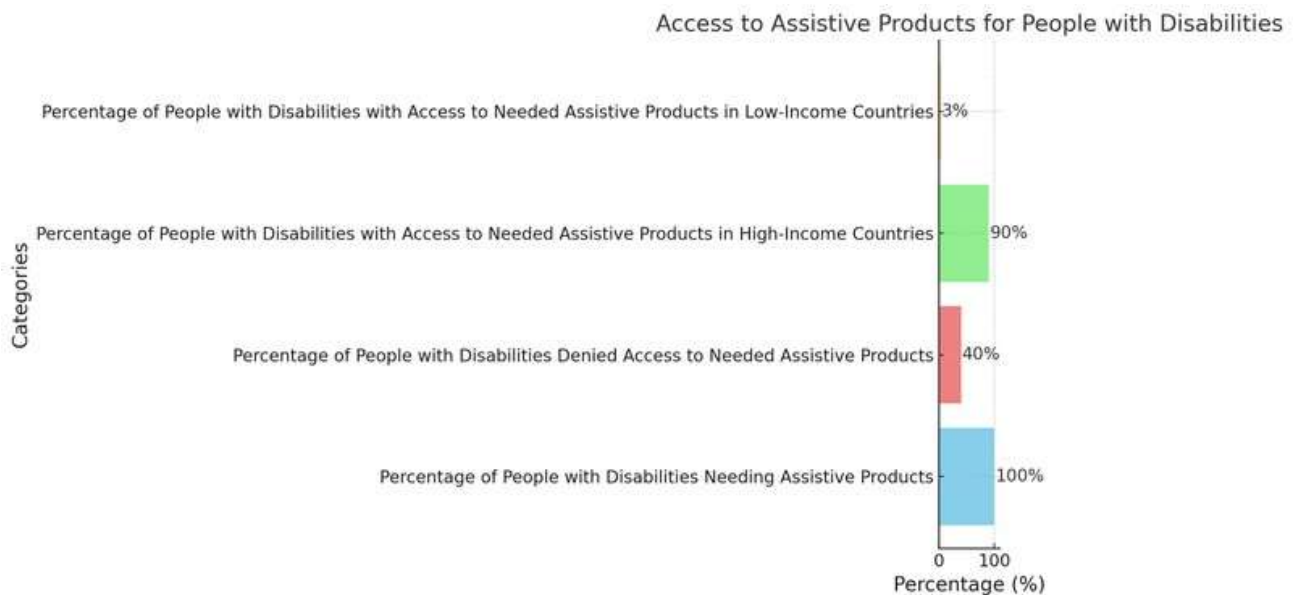 Access to Assistive Products for People with Disabilities
Percentage of People with Disabilities with Access to Needed Assistive Products in Low-Income Countries 3%
Percentage of People with Disabilities with Access to Needed Assistive Products in High-Income Countries 90%
Categories
Percentage of People with Disabilities Denied Access to Needed Assistive Products 40%
Percentage of People with Disabilities Needing Assistive Products 100%
0 100
Percentage (%)